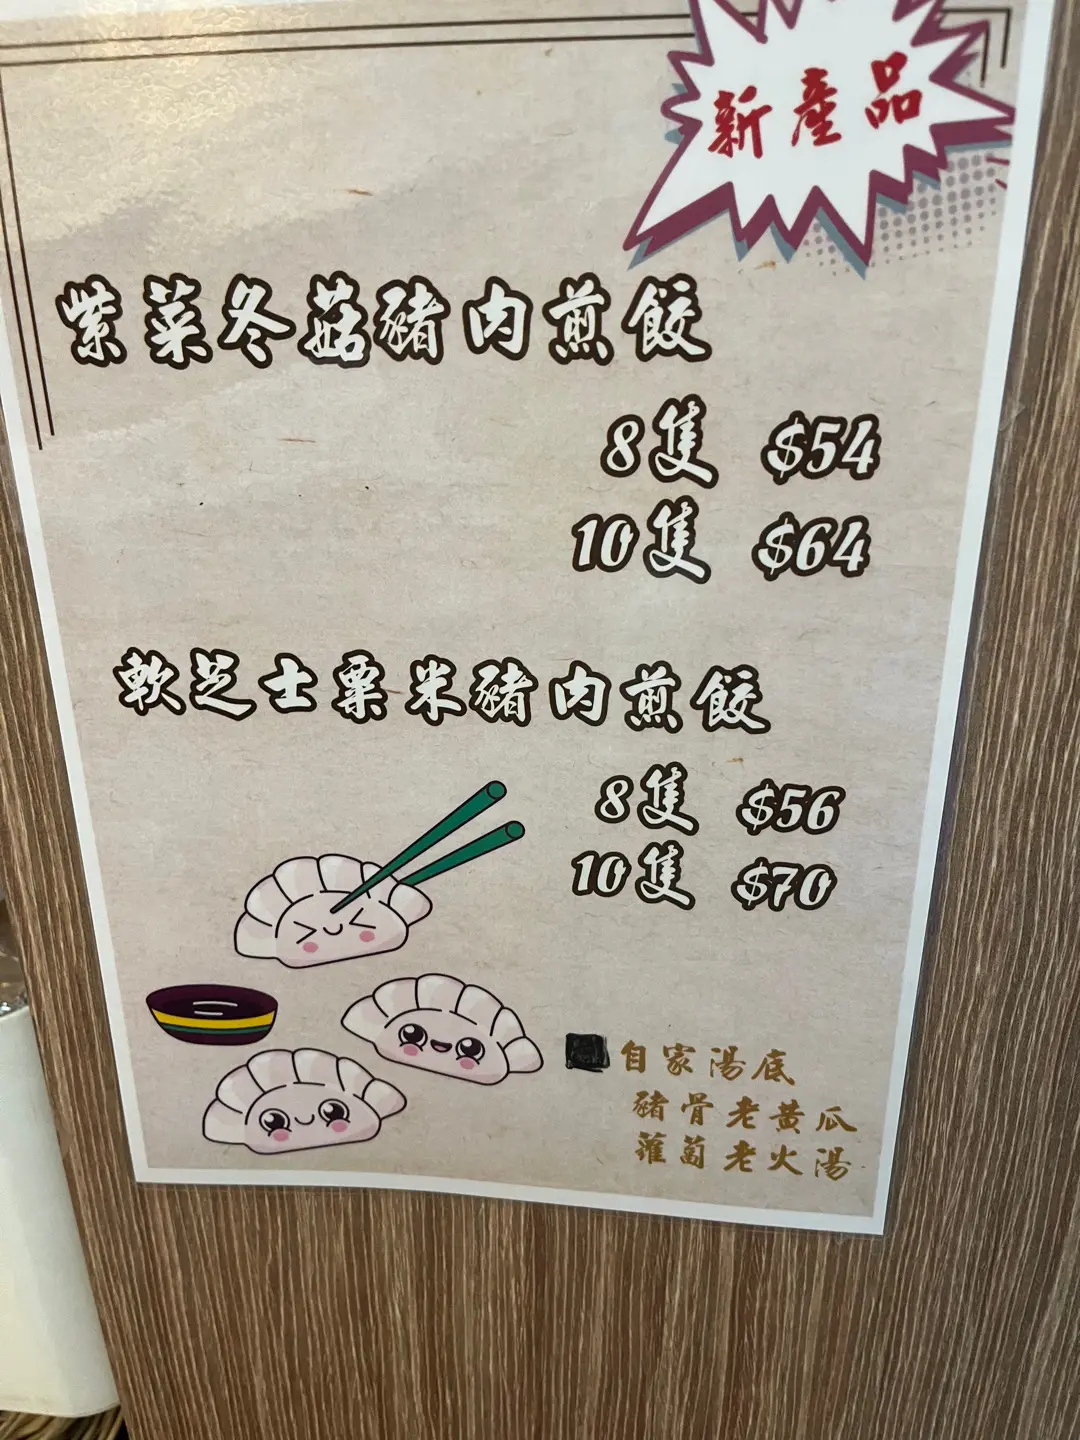 新產品
紫菜冬菇豬肉煎餃
8隻 $54
10隻 $64
軟芝士粟米豬肉煎餃
8隻 $56
10隻 $70
自家湯底
豬骨老黃瓜
蘿蔔老火湯